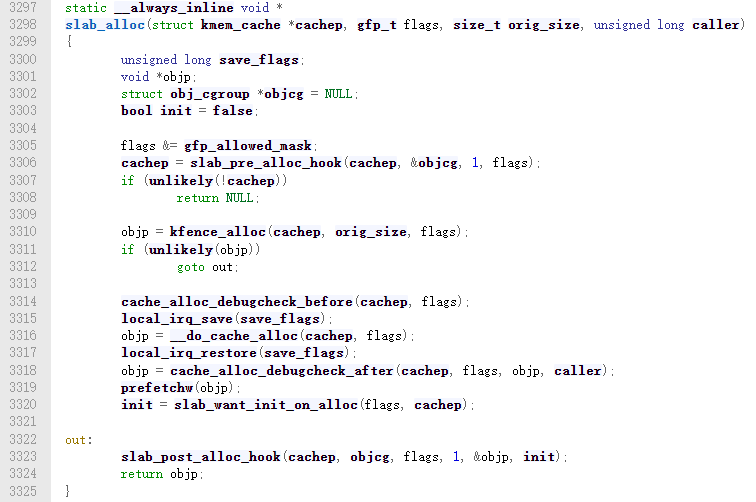 3297 static __always_inline void *
3298 slab_alloc(struct kmem_cache *cachep, gfp_t flags, size_t orig_size, unsigned long caller)
3299 {
3300 unsigned long save_flags;
3301 void *objp;
3302 struct obj_cgroup *objcg = NULL;
3303 bool init = false;
3304
3305 flags &= gfp_allowed_mask;
3306 cachep = slab_pre_alloc_hook(cachep, &objcg, 1, flags);
3307 if (unlikely(!cachep))
3308 return NULL;
3309
3310 objp = kfence_alloc(cachep, orig_size, flags);
3311 if (unlikely(objp))
3312 goto out;
3313
3314 cache_alloc_debugcheck_before(cachep, flags);
3315 local_irq_save(save_flags);
3316 objp = __do_cache_alloc(cachep, flags);
3317 local_irq_restore(save_flags);
3318 objp = cache_alloc_debugcheck_after(cachep, flags, objp, caller);
3319 prefetchw(objp);
3320 init = slab_want_init_on_alloc(flags, cachep);
3321
3322 out:
3323 slab_post_alloc_hook(cachep, objcg, flags, 1, &objp, init);
3324 return objp;
3325 }